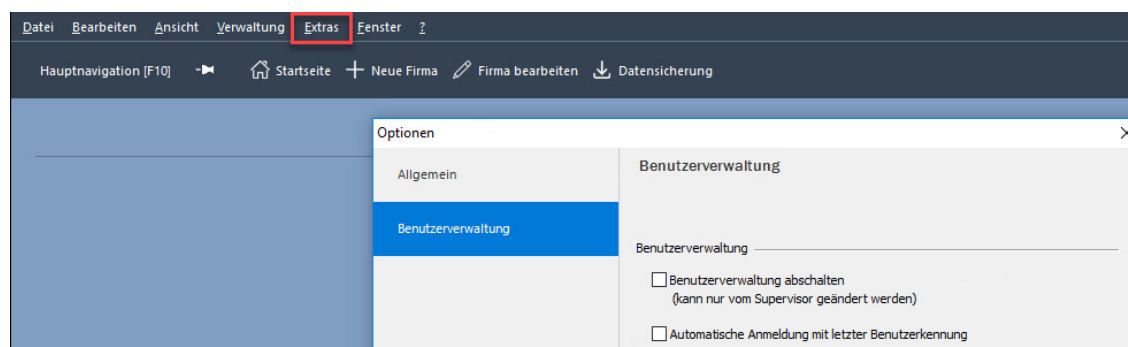 Datei Bearbeiten Ansicht Verwaltung Extras Fenster ?
Hauptnavigation [F10] Startseite Neue Firma Firma bearbeiten Datensicherung
Optionen
Allgemein
Benutzerverwaltung
Benutzerverwaltung
Benutzerverwaltung
Benutzerverwaltung abschalten
(kann nur vom Supervisor geändert werden)
Automatische Anmeldung mit letzter Benutzerkennung